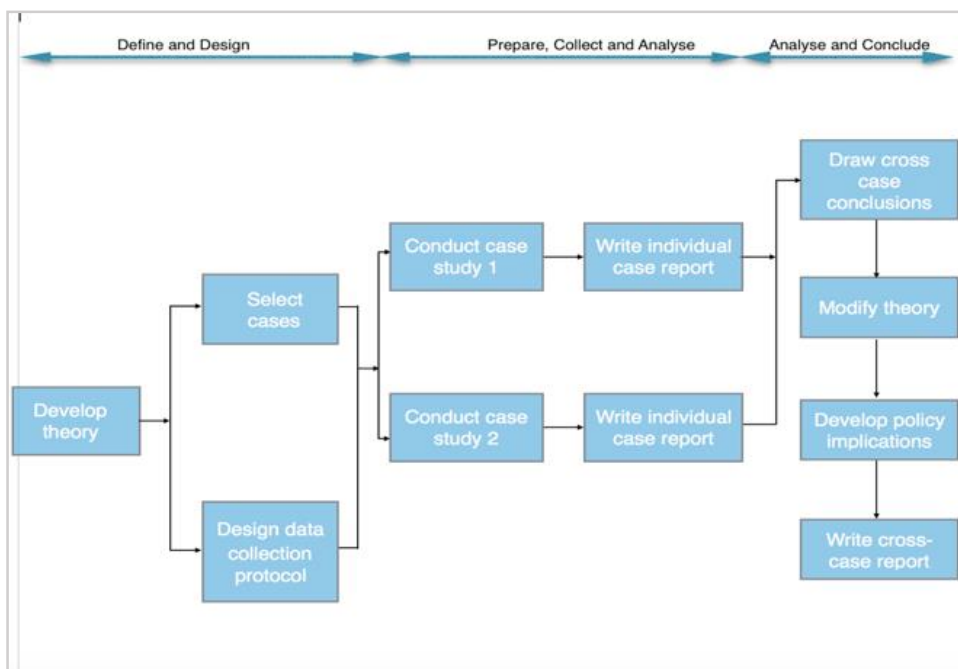 Define and Design
Prepare, Collect and Analyse
Analyse and Conclude
Develop
theory
Select
cases
Design data
collection
protocol
Conduct case
study 1
Write individual
case report
Conduct case
study 2
Write individual
case report
Draw cross
case
conclusions
Modify theory
Develop policy
implications
Write cross-
case report